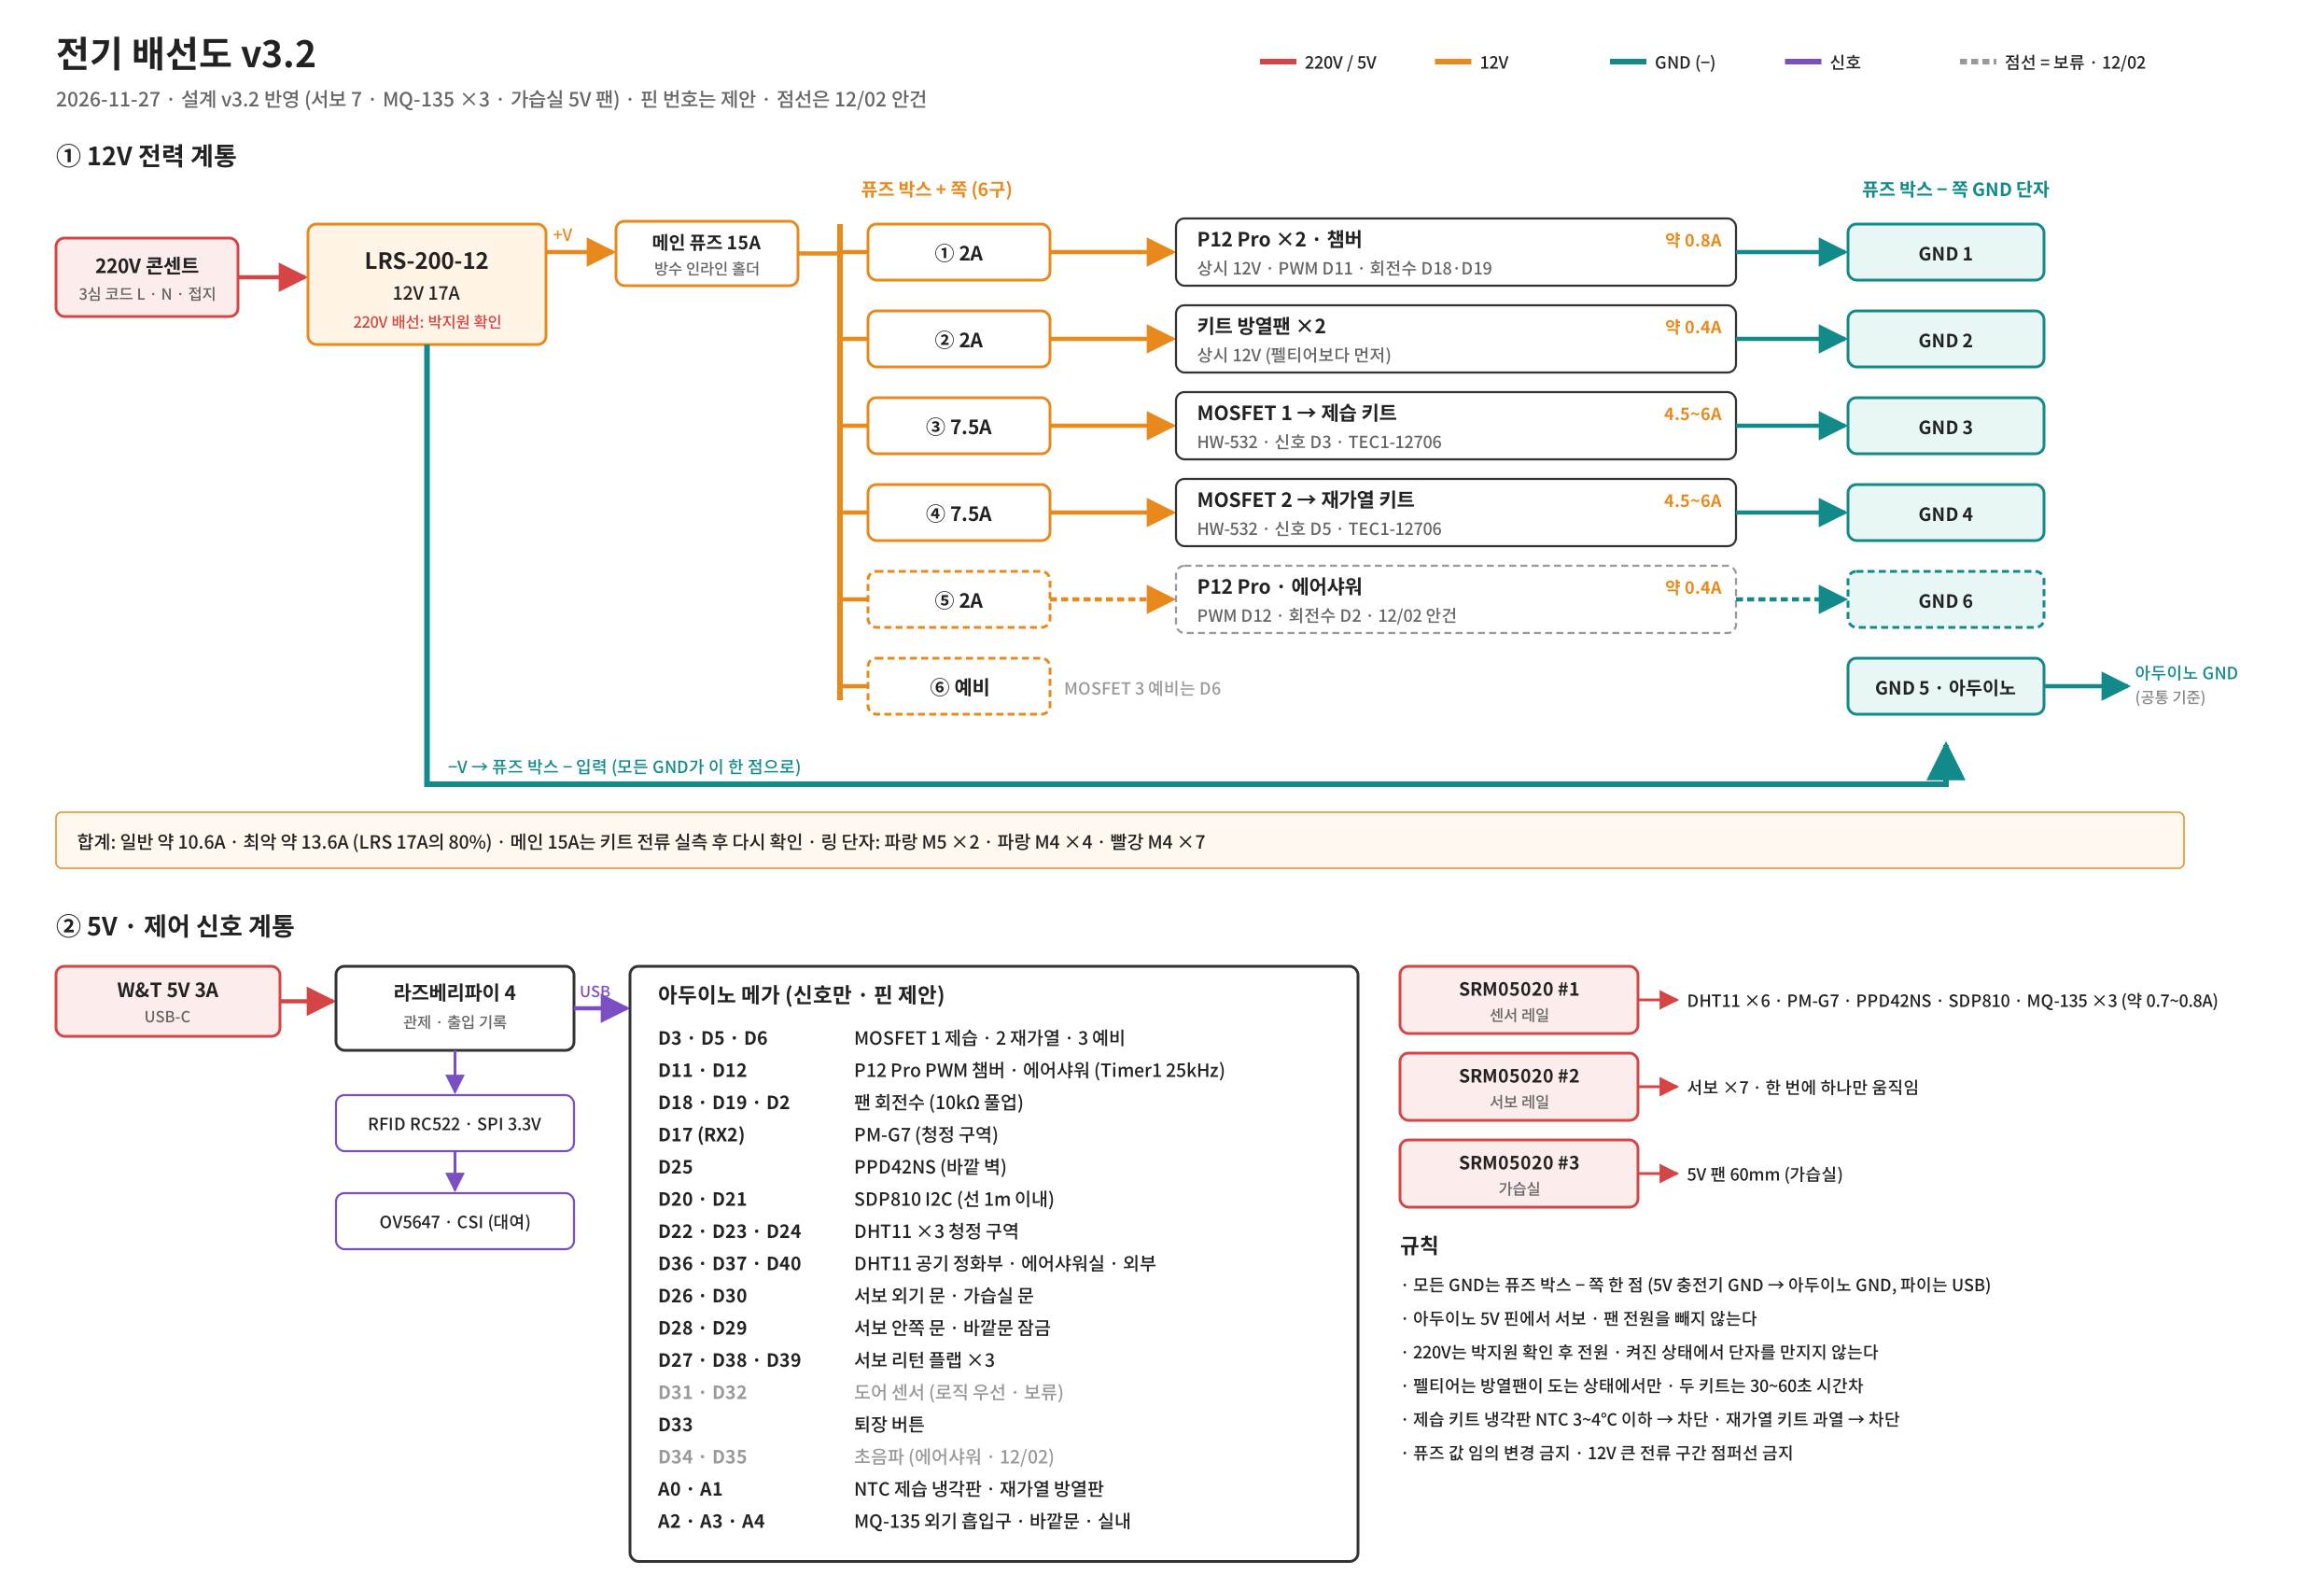 전기 배선도 v3.2
220V / 5V
12V
GND (−)
신호
점선 = 보류 · 12/02
2026-11-27 · 설계 v3.2 반영 (서보 7 · MQ-135 ×3 · 가습실 5V 팬) · 핀 번호는 제안 · 점선은 12/02 안건
① 12V 전력 계통
퓨즈 박스 + 쪽 (6구)
퓨즈 박스 − 쪽 GND 단자
220V 콘센트
3심 코드 L · N · 접지
LRS-200-12
12V 17A
220V 배선: 박지원 확인
+V
메인 퓨즈 15A
방수 인라인 홀더
① 2A
P12 Pro ×2 · 챔버
약 0.8A
상시 12V · PWM D11 · 회전수 D18·D19
GND 1
② 2A
키트 방열팬 ×2
약 0.4A
상시 12V (펠티어보다 먼저)
GND 2
③ 7.5A
MOSFET 1 → 제습 키트
4.5~6A
HW-532 · 신호 D3 · TEC1-12706
GND 3
④ 7.5A
MOSFET 2 → 재가열 키트
4.5~6A
HW-532 · 신호 D5 · TEC1-12706
GND 4
⑤ 2A
P12 Pro · 에어샤워
약 0.4A
PWM D12 · 회전수 D2 · 12/02 안건
GND 6
⑥ 예비
MOSFET 3 예비는 D6
GND 5 · 아두이노
아두이노 GND
(공통 기준)
−V → 퓨즈 박스 − 입력 (모든 GND가 이 한 점으로)
합계: 일반 약 10.6A · 최악 약 13.6A (LRS 17A의 80%) · 메인 15A는 키트 전류 실측 후 다시 확인 · 링 단자: 파랑 M5 ×2 · 파랑 M4 ×4 · 빨강 M4 ×7
② 5V · 제어 신호 계통
W&T 5V 3A
USB-C
라즈베리파이 4
관제 · 출입 기록
USB
RFID RC522 · SPI 3.3V
OV5647 · CSI (대여)
아두이노 메가 (신호만 · 핀 제안)
D3 · D5 · D6 MOSFET 1 제습 · 2 재가열 · 3 예비
D11 · D12 P12 Pro PWM 챔버 · 에어샤워 (Timer1 25kHz)
D18 · D19 · D2 팬 회전수 (10kΩ 풀업)
D17 (RX2) PM-G7 (청정 구역)
D25 PPD42NS (바깥 벽)
D20 · D21 SDP810 I2C (선 1m 이내)
D22 · D23 · D24 DHT11 ×3 청정 구역
D36 · D37 · D40 DHT11 공기 정화부 · 에어샤워실 · 외부
D26 · D30 서보 외기 문 · 가습실 문
D28 · D29 서보 안쪽 문 · 바깥문 잠금
D27 · D38 · D39 서보 리턴 플랩 ×3
D31 · D32 도어 센서 (로직 우선 · 보류)
D33 퇴장 버튼
D34 · D35 초음파 (에어샤워 · 12/02)
A0 · A1 NTC 제습 냉각판 · 재가열 방열판
A2 · A3 · A4 MQ-135 외기 흡입구 · 바깥문 · 실내
SRM05020 #1
센서 레일
DHT11 ×6 · PM-G7 · PPD42NS · SDP810 · MQ-135 ×3 (약 0.7~0.8A)
SRM05020 #2
서보 레일
서보 ×7 · 한 번에 하나만 움직임
SRM05020 #3
가습실
5V 팬 60mm (가습실)
규칙
· 모든 GND는 퓨즈 박스 − 쪽 한 점 (5V 충전기 GND → 아두이노 GND, 파이는 USB)
· 아두이노 5V 핀에서 서보 · 팬 전원을 빼지 않는다
· 220V는 박지원 확인 후 전원 · 켜진 상태에서 단자를 만지지 않는다
· 펠티어는 방열팬이 도는 상태에서만 · 두 키트는 30~60초 시간차
· 제습 키트 냉각판 NTC 3~4℃ 이하 → 차단 · 재가열 키트 과열 → 차단
· 퓨즈 값 임의 변경 금지 · 12V 큰 전류 구간 점퍼선 금지